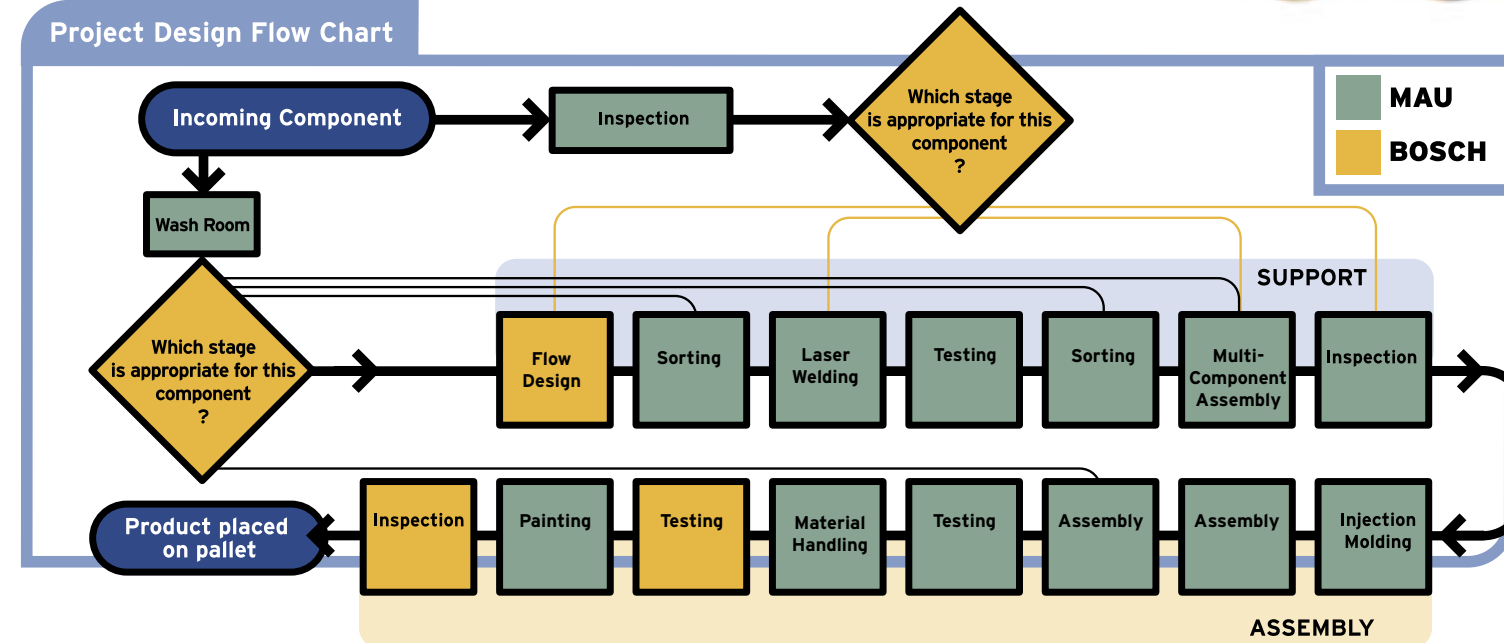 Project Design Flow Chart
Incoming Component
Inspection
Which stage
is appropriate for this
component
?
MAU
BOSCH
Wash Room
SUPPORT
Which stage
is appropriate for this
component
?
Flow
Design
Sorting
Laser
Welding
Testing
Sorting
Multi-
Component
Assembly
Inspection
Product placed
on pallet
Inspection
Painting
Testing
Material
Handling
Testing
Assembly
Assembly
Injection
Molding
ASSEMBLY